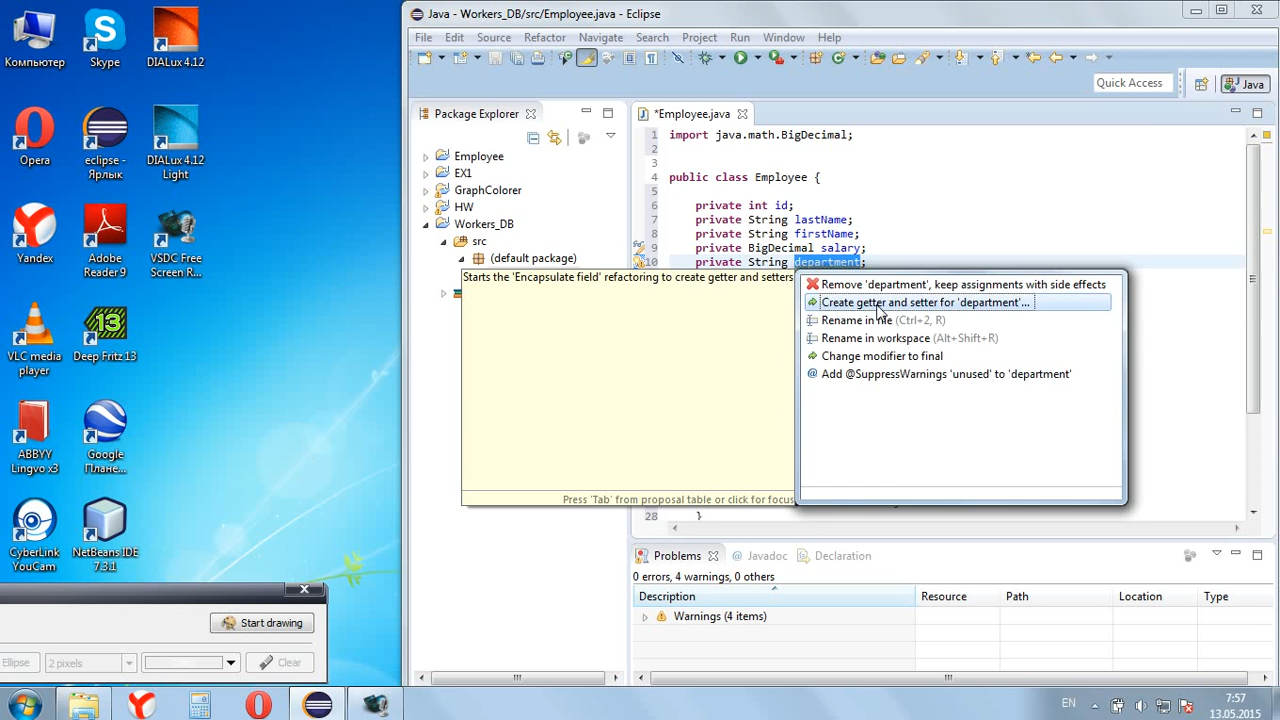 Компьютер
Skype
DIALux 4.12
Opera
eclipse -
Ярлык
DIALux 4.12
Light
Yandex
Adobe
Reader 9
VSDC Free
Screen R...
VLC media
player
Deep Fritz 13
ABBYY
Lingvo x3
Google
Плане...
CyberLink
YouCam
NetBeans IDE
7.3.1
Start drawing
Ellipse
2 pixels
Clear
Java - Workers_DB/src/Employee.java - Eclipse
File Edit Source Refactor Navigate Search Project Run Window Help
Quick Access
Java
Package Explorer
Employee
EX1
GraphColorer
HW
Workers_DB
src
(default package)
*Employee.java
1 import java.math.BigDecimal;
2
3
4 public class Employee {
5
6 private int id;
7 private String lastName;
8 private String firstName;
9 private BigDecimal salary;
10 private String department;
Starts the 'Encapsulate field' refactoring to create getter and setters
Press 'Tab' from proposal table or click for focus
Remove 'department', keep assignments with side effects
Create getter and setter for 'department'...
Rename in file (Ctrl+2, R)
Rename in workspace (Alt+Shift+R)
Change modifier to final
Add @SuppressWarnings 'unused' to 'department'
28 }
Problems
Javadoc
Declaration
0 errors, 4 warnings, 0 others
Description Resource Path Location Type
Warnings (4 items)
EN
7:57
13.05.2015